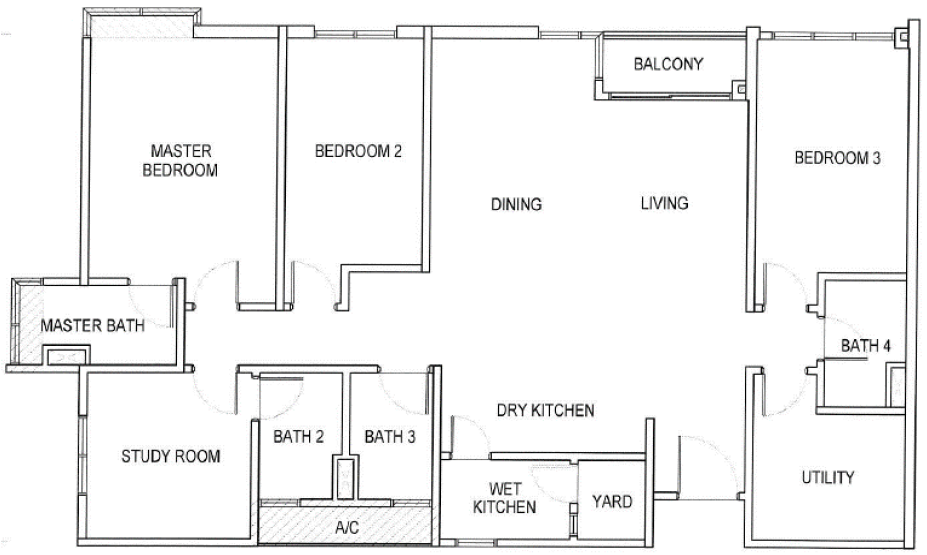 BALCONY
MASTER
BEDROOM
BEDROOM 2
BEDROOM 3
DINING
LIVING
MASTER BATH
BATH 4
DRY KITCHEN
BATH 2
BATH 3
STUDY ROOM
WET
KITCHEN
YARD
UTILITY
A/C